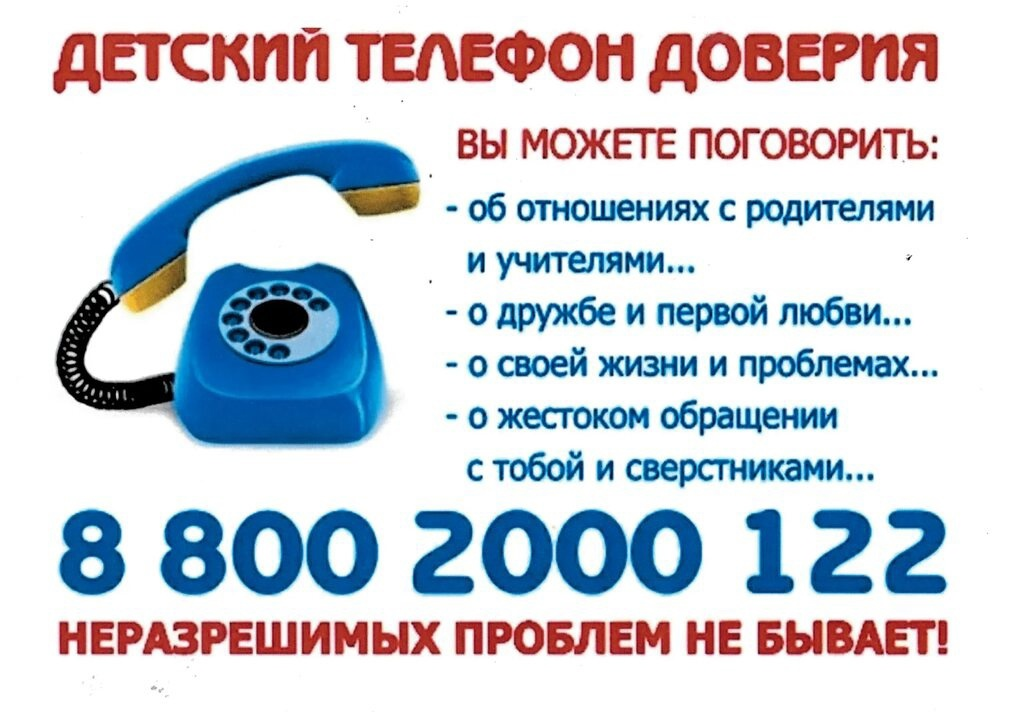 ДЕТСКИЙ ТЕЛЕФОН ДОВЕРИЯ
ВЫ МОЖЕТЕ ПОГОВОРИТЬ:
- об отношениях с родителями
и учителями...
- о дружбе и первой любви...
- о своей жизни и проблемах...
- о жестоком обращении
с тобой и сверстниками...
8 800 2000 122
НЕРАЗРЕШИМЫХ ПРОБЛЕМ НЕ БЫВАЕТ!